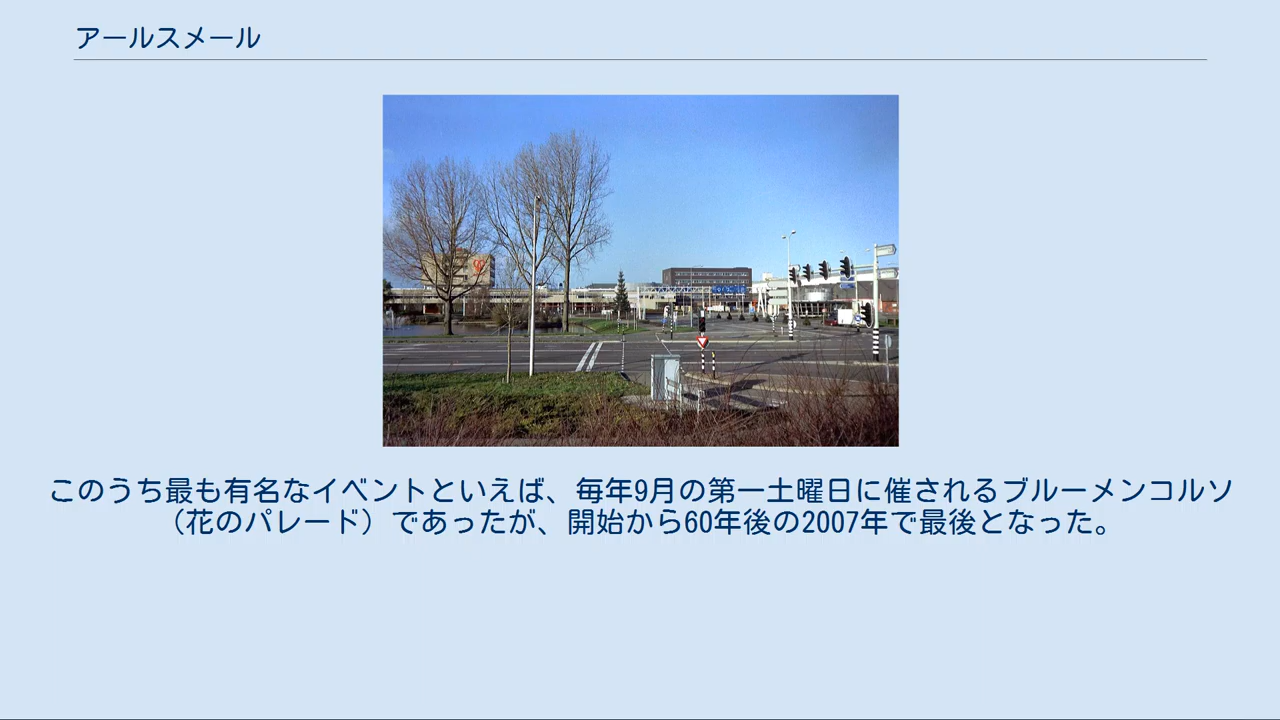 アールスメール
このうち最も有名なイベントといえば、毎年9月の第一土曜日に催されるブルーメンコルソ
（花のパレード）であったが、開始から60年後の2007年で最後となった。